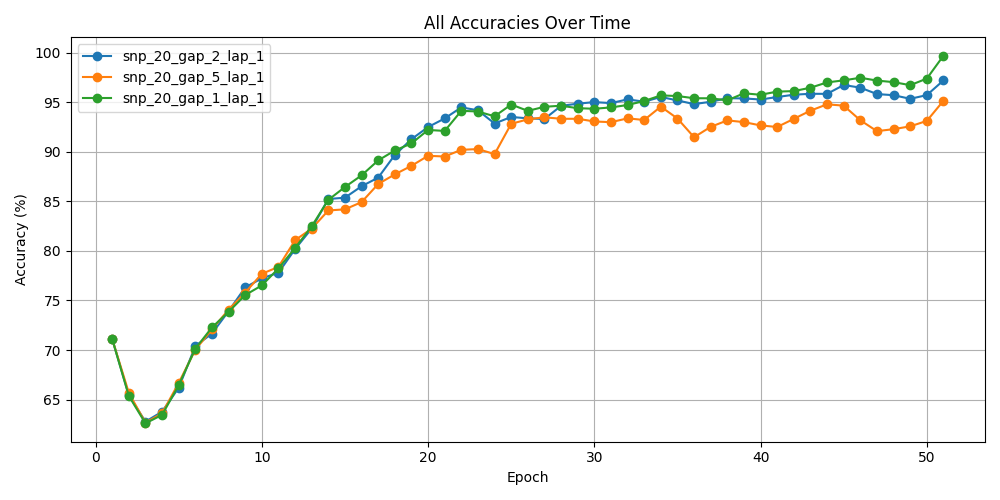 All Accuracies Over Time
snp_20_gap_2_lap_1
snp_20_gap_5_lap_1
snp_20_gap_1_lap_1
Accuracy (%)
100
95
90
85
80
75
70
65
0 10 20 30 40 50
Epoch